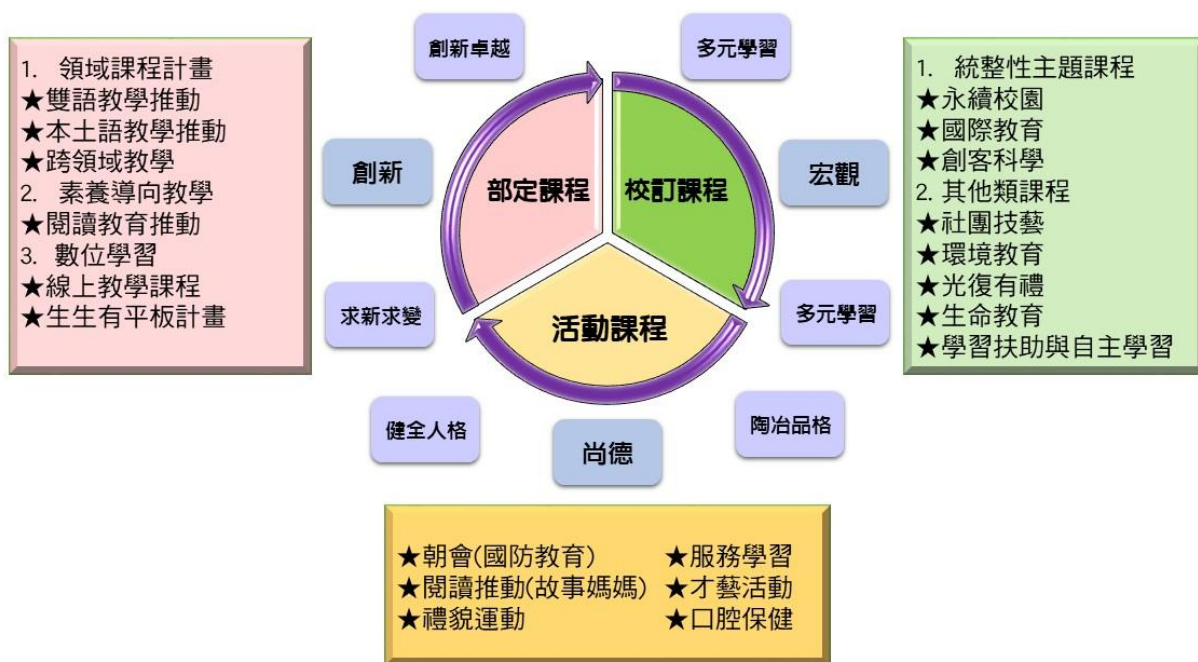 創新卓越
多元學習
1. 領域課程計畫
★雙語教學推動
★本土語教學推動
★跨領域教學
2. 素養導向教學
★閱讀教育推動
3. 數位學習
★線上教學課程
★生生有平板計畫
創新
部定課程
校訂課程
宏觀
1. 統整性主題課程
★永續校園
★國際教育
★創客科學
2. 其他類課程
★社團技藝
★環境教育
★光復有禮
★生命教育
★學習扶助與自主學習
求新求變
活動課程
多元學習
健全人格
尚德
陶冶品格
★朝會(國防教育)
★閱讀推動(故事媽媽)
★禮貌運動
★服務學習
★才藝活動
★口腔保健